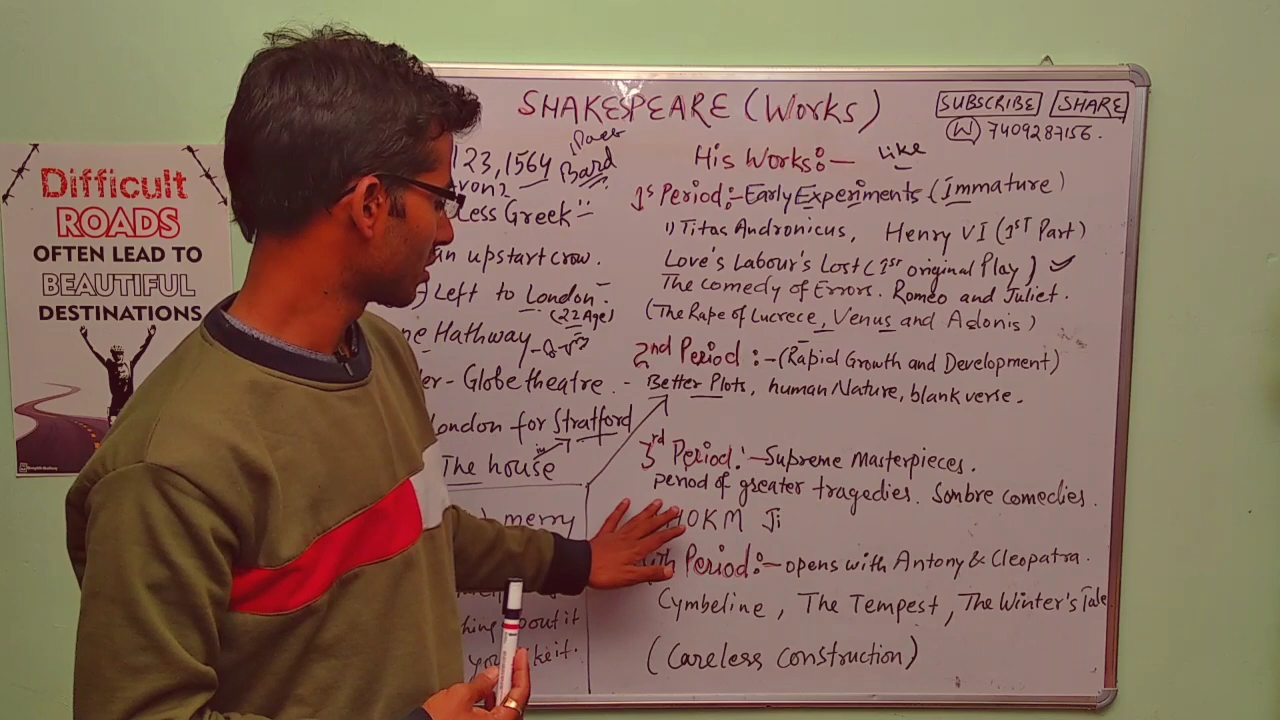 Difficult
ROADS
OFTEN LEAD TO
BEAUTIFUL
DESTINATIONS
SHAKESPEARE (Works)
SUBSCRIBE SHARE
(W) 7409287156.
23, 1564 Bard
Less Greek
an upstart crow.
Left to London.
(22 Age)
Hathway
Globe theatre.
London for Stratford
in
The house
merry
about it
His Works:- like
1st Period:- Early Experiments (Immature)
1) Titas Andronicus, Henry VI (1ST Part)
Love's Labour's Lost (1st original Play)
The comedy of Errors. Romeo and Juliet.
(The Rape of Lucrece, Venus and Adonis)
2nd Period:- (Rapid Growth and Development)
- Better Plots, human Nature, blank verse.
3rd Period:- Supreme Masterpieces.
period of greater tragedies. Sombre comedies.
HOKM Ji
Period:- opens with Antony & Cleopatra.
Cymbeline, The Tempest, The Winter's Tale
(Careless construction)